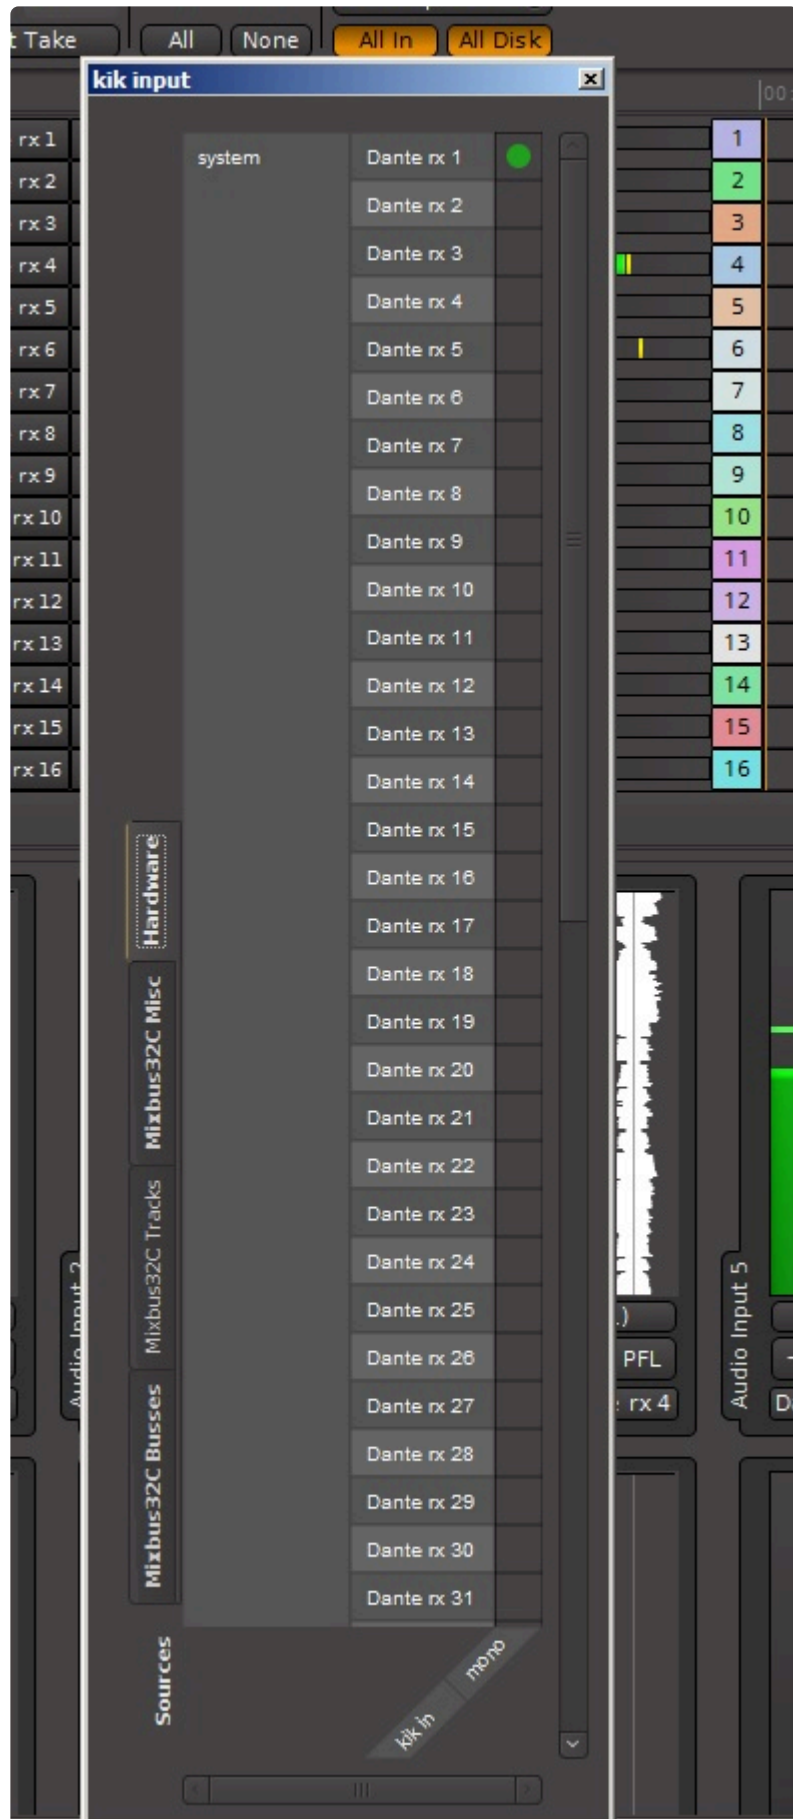 t Take
All
None
All In
All Disk
kik input
00:
rx 1
rx 2
rx 3
rx 4
rx 5
rx 6
rx 7
rx 8
rx 9
rx 10
rx 11
rx 12
rx 13
rx 14
rx 15
rx 16
system
Dante rx 1
Dante rx 2
Dante rx 3
Dante rx 4
Dante rx 5
Dante rx 6
Dante rx 7
Dante rx 8
Dante rx 9
Dante rx 10
Dante rx 11
Dante rx 12
Dante rx 13
Dante rx 14
Dante rx 15
Dante rx 16
Dante rx 17
Dante rx 18
Dante rx 19
Dante rx 20
Dante rx 21
Dante rx 22
Dante rx 23
Dante rx 24
Dante rx 25
Dante rx 26
Dante rx 27
Dante rx 28
Dante rx 29
Dante rx 30
Dante rx 31
1
2
3
4
5
6
7
8
9
10
11
12
13
14
15
16
Hardware
Mixbus32C Misc
Mixbus32C Tracks
Mixbus32C Busses
Sources
kik in
mono
Audio Input 2
PFL
rx 4
Audio Input 5